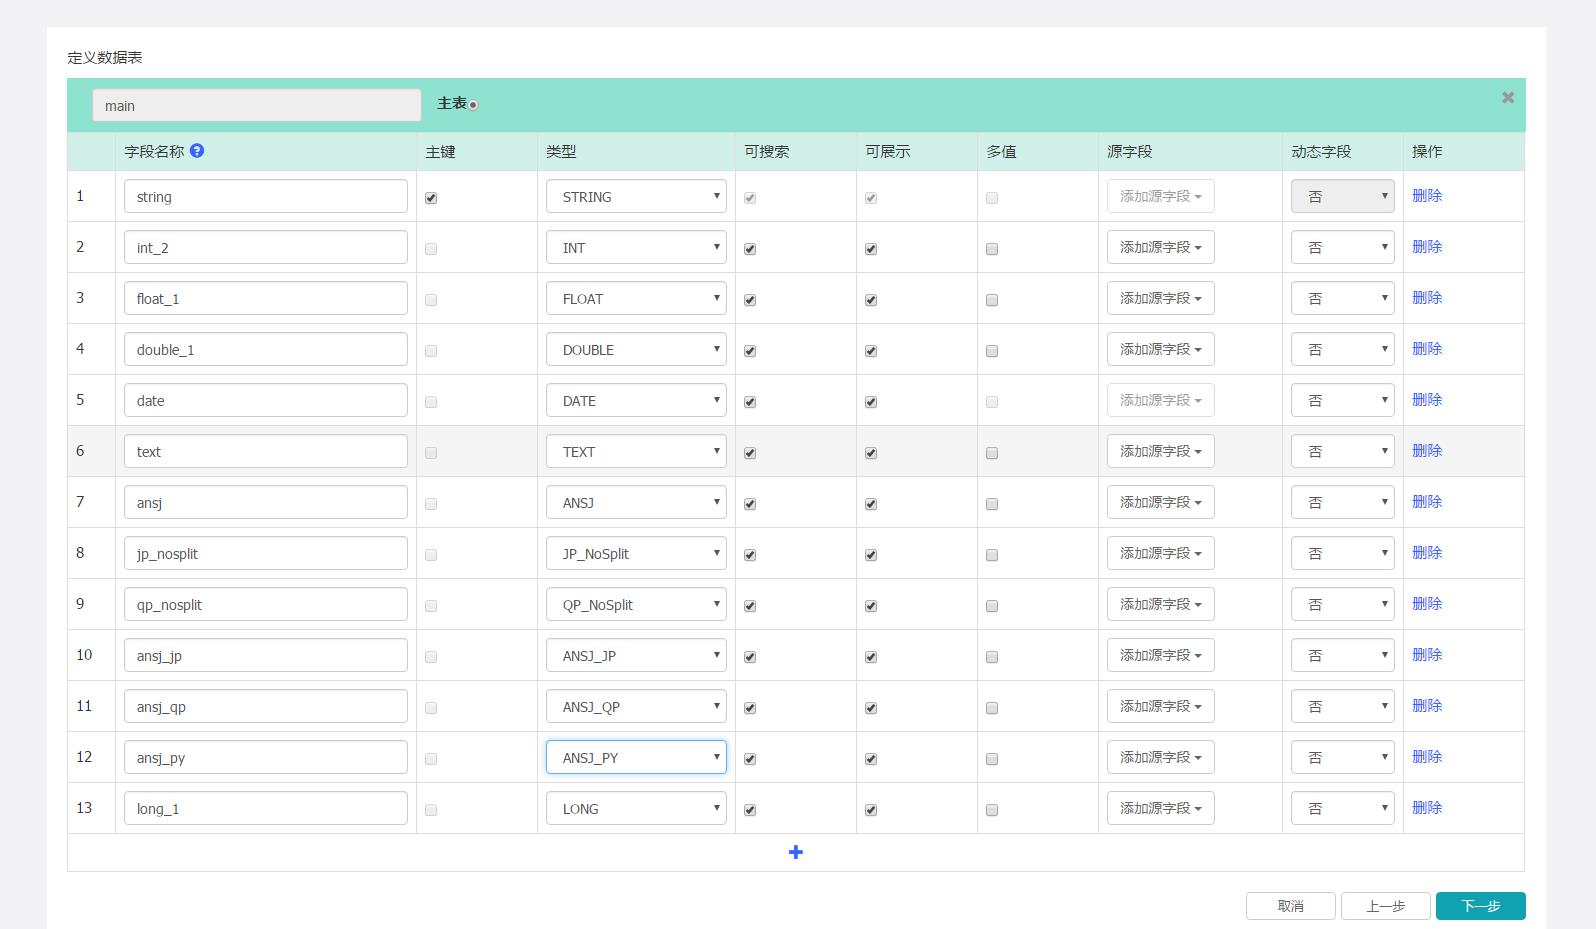 定义数据表
main 主表
字段名称 主键 类型 可搜索 可展示 多值 源字段 动态字段 操作
1 string STRING 添加源字段 否 删除
2 int_2 INT 添加源字段 否 删除
3 float_1 FLOAT 添加源字段 否 删除
4 double_1 DOUBLE 添加源字段 否 删除
5 date DATE 添加源字段 否 删除
6 text TEXT 添加源字段 否 删除
7 ansj ANSJ 添加源字段 否 删除
8 jp_nosplit JP_NoSplit 添加源字段 否 删除
9 qp_nosplit QP_NoSplit 添加源字段 否 删除
10 ansj_jp ANSJ_JP 添加源字段 否 删除
11 ansj_qp ANSJ_QP 添加源字段 否 删除
12 ansj_py ANSJ_PY 添加源字段 否 删除
13 long_1 LONG 添加源字段 否 删除
取消 上一步 下一步